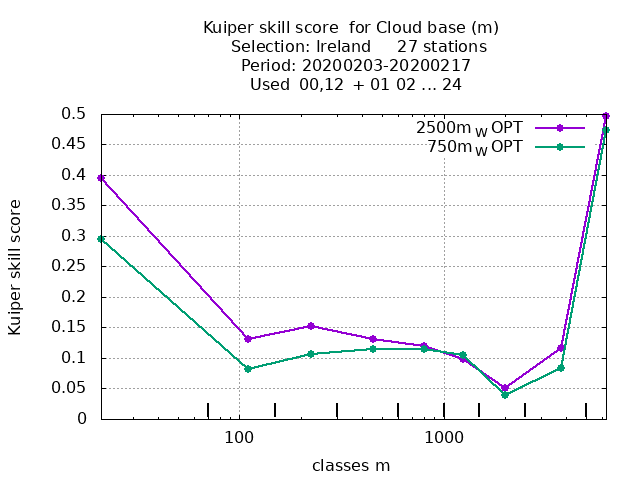 Kuiper skill score  for Cloud base (m)
Selection: Ireland     27 stations
Period: 20200203-20200217
Used  00,12  + 01 02 ... 24
Kuiper skill score
0.5
0.45
0.4
0.35
0.3
0.25
0.2
0.15
0.1
0.05
0
2500m W OPT
750m W OPT
100
1000
classes m